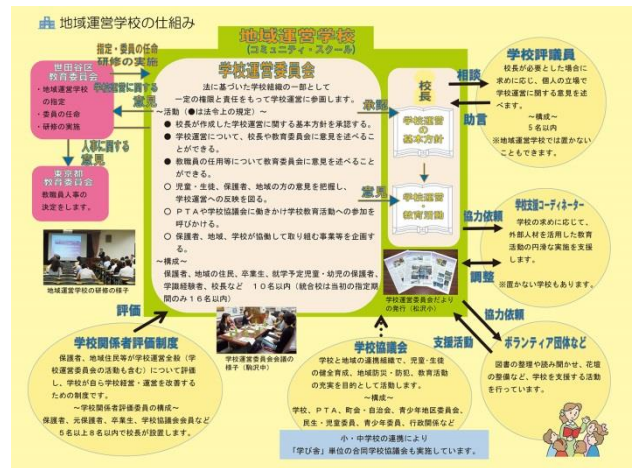 地域運営学校の仕組み
地域運営学校
(コミュニティ・スクール)
指定・委員の任命
研修の実施
世田谷区
教育委員会
・地域運営学校
の指定
・委員の任命
・研修の実施
学校運営に関する
意見
人事に関する
意見
東京都
教育委員会
教職員人事の
決定をします。
地域運営学校の研修の様子
学校運営委員会
法に基づいた学校組織の一部として
一定の権限と責任をもって学校運営に参画します。
～活動（●は法令上の規定）～
● 校長が作成した学校運営に関する基本方針を承認する。
● 学校運営について、校長や教育委員会に意見を述べることができる。
● 教職員の任用等について教育委員会に意見を述べること
ができる。
○ 児童・生徒、保護者、地域の方の意見を把握し、
学校運営への反映を図る。
○ ＰＴＡや学校協議会に働きかけ学校教育活動への参加を
呼びかける。
○ 保護者、地域、学校が協働して取り組む事業等を企画す
る。
～構成～
保護者、地域の住民、卒業生、就学予定児童・幼児の保護者、
学識経験者、校長など　１０名以内（統合校は当初の指定期
間のみ１６名以内）
承認
意見
校長
学校運営
の
基本方針
学校運営・
教育活動
学校運営委員会だより
の発行（松沢小）
相談
助言
学校評議員
校長が必要とした場合に
求めに応じ、個人の立場で
学校運営に関する意見を述
べます。
～構成～
５名以内
※地域運営学校では置かない
こともできます。
協力依頼
調整
学校支援コーディネーター
学校の求めに応じて、
外部人材を活用した教育
活動の円滑な実施を支援
します。
※置かない学校もあります。
協力依頼
支援活動
ボランティア団体など
図書の整理や読み聞かせ、花壇
の整備など、学校を支援する活動
を行っています。
評価
学校関係者評価制度
保護者、地域住民等が学校運営全般（学
校運営委員会の活動も含む）について評価
し、学校が自ら学校経営・運営を改善する
ための制度です。
～学校関係者評価委員の構成～
保護者、元保護者、卒業生、学校協議会会員など
５名以上８名以内で校長が設置します。
学校運営委員会会議の
様子（駒沢中）
学校協議会
学校と地域の連携組織で、児童・生徒
の健全育成、地域防災・防犯、教育活動
の充実を目的として活動します。
～構成～
学校、ＰＴＡ、町会・自治会、青少年地区委員会、
民生・児童委員、青少年委員、行政関係など
小・中学校の連携により
「学び舎」単位の合同学校協議会も実施しています。